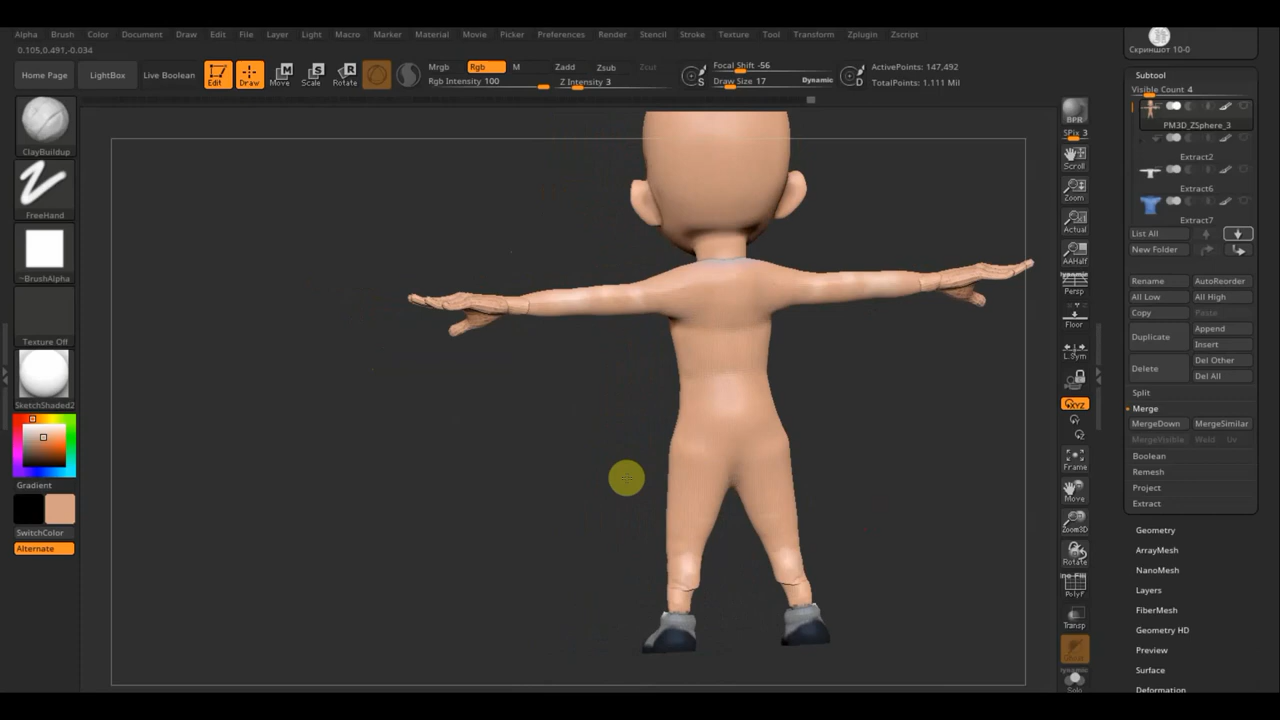 Alpha Brush Color Document Draw Edit File Layer Light Macro Marker Material Movie Picker Preferences Render Stencil Stroke Texture Tool Transform Zplugin Zscript
0.105,0.491,-0.034
Home Page
LightBox
Live Boolean
Edit
Draw
Move
Scale
Rotate
Mrgb
Rgb
M
Rgb Intensity 100
Zadd
Zsub
Zcut
Z Intensity 3
S
Focal Shift -56
Draw Size 17
Dynamic
D
ActivePoints: 147,492
TotalPoints: 1.111 Mil
ClayBuildup
FreeHand
~BrushAlpha
Texture Off
SketchShaded2
Gradient
SwitchColor
Alternate
BPR
SPix 3
Scroll
Zoom
Actual
AAHalf
Dynamic
Persp
Floor
L.Sym
XYZ
Y
Z
Frame
Move
Zoom3D
Rotate
PolyF
Transp
Solo
Скриншот 10-0
Subtool
Visible Count 4
PM3D_ZSphere_3
Extract2
Extract6
Extract7
List All
New Folder
Rename
AutoReorder
All Low
All High
Copy
Paste
Duplicate
Append
Insert
Delete
Del Other
Del All
Split
Merge
MergeDown
MergeSimilar
MergeVisible
Weld
Uv
Boolean
Remesh
Project
Extract
Geometry
ArrayMesh
NanoMesh
Layers
FiberMesh
Geometry HD
Preview
Surface
Deformation